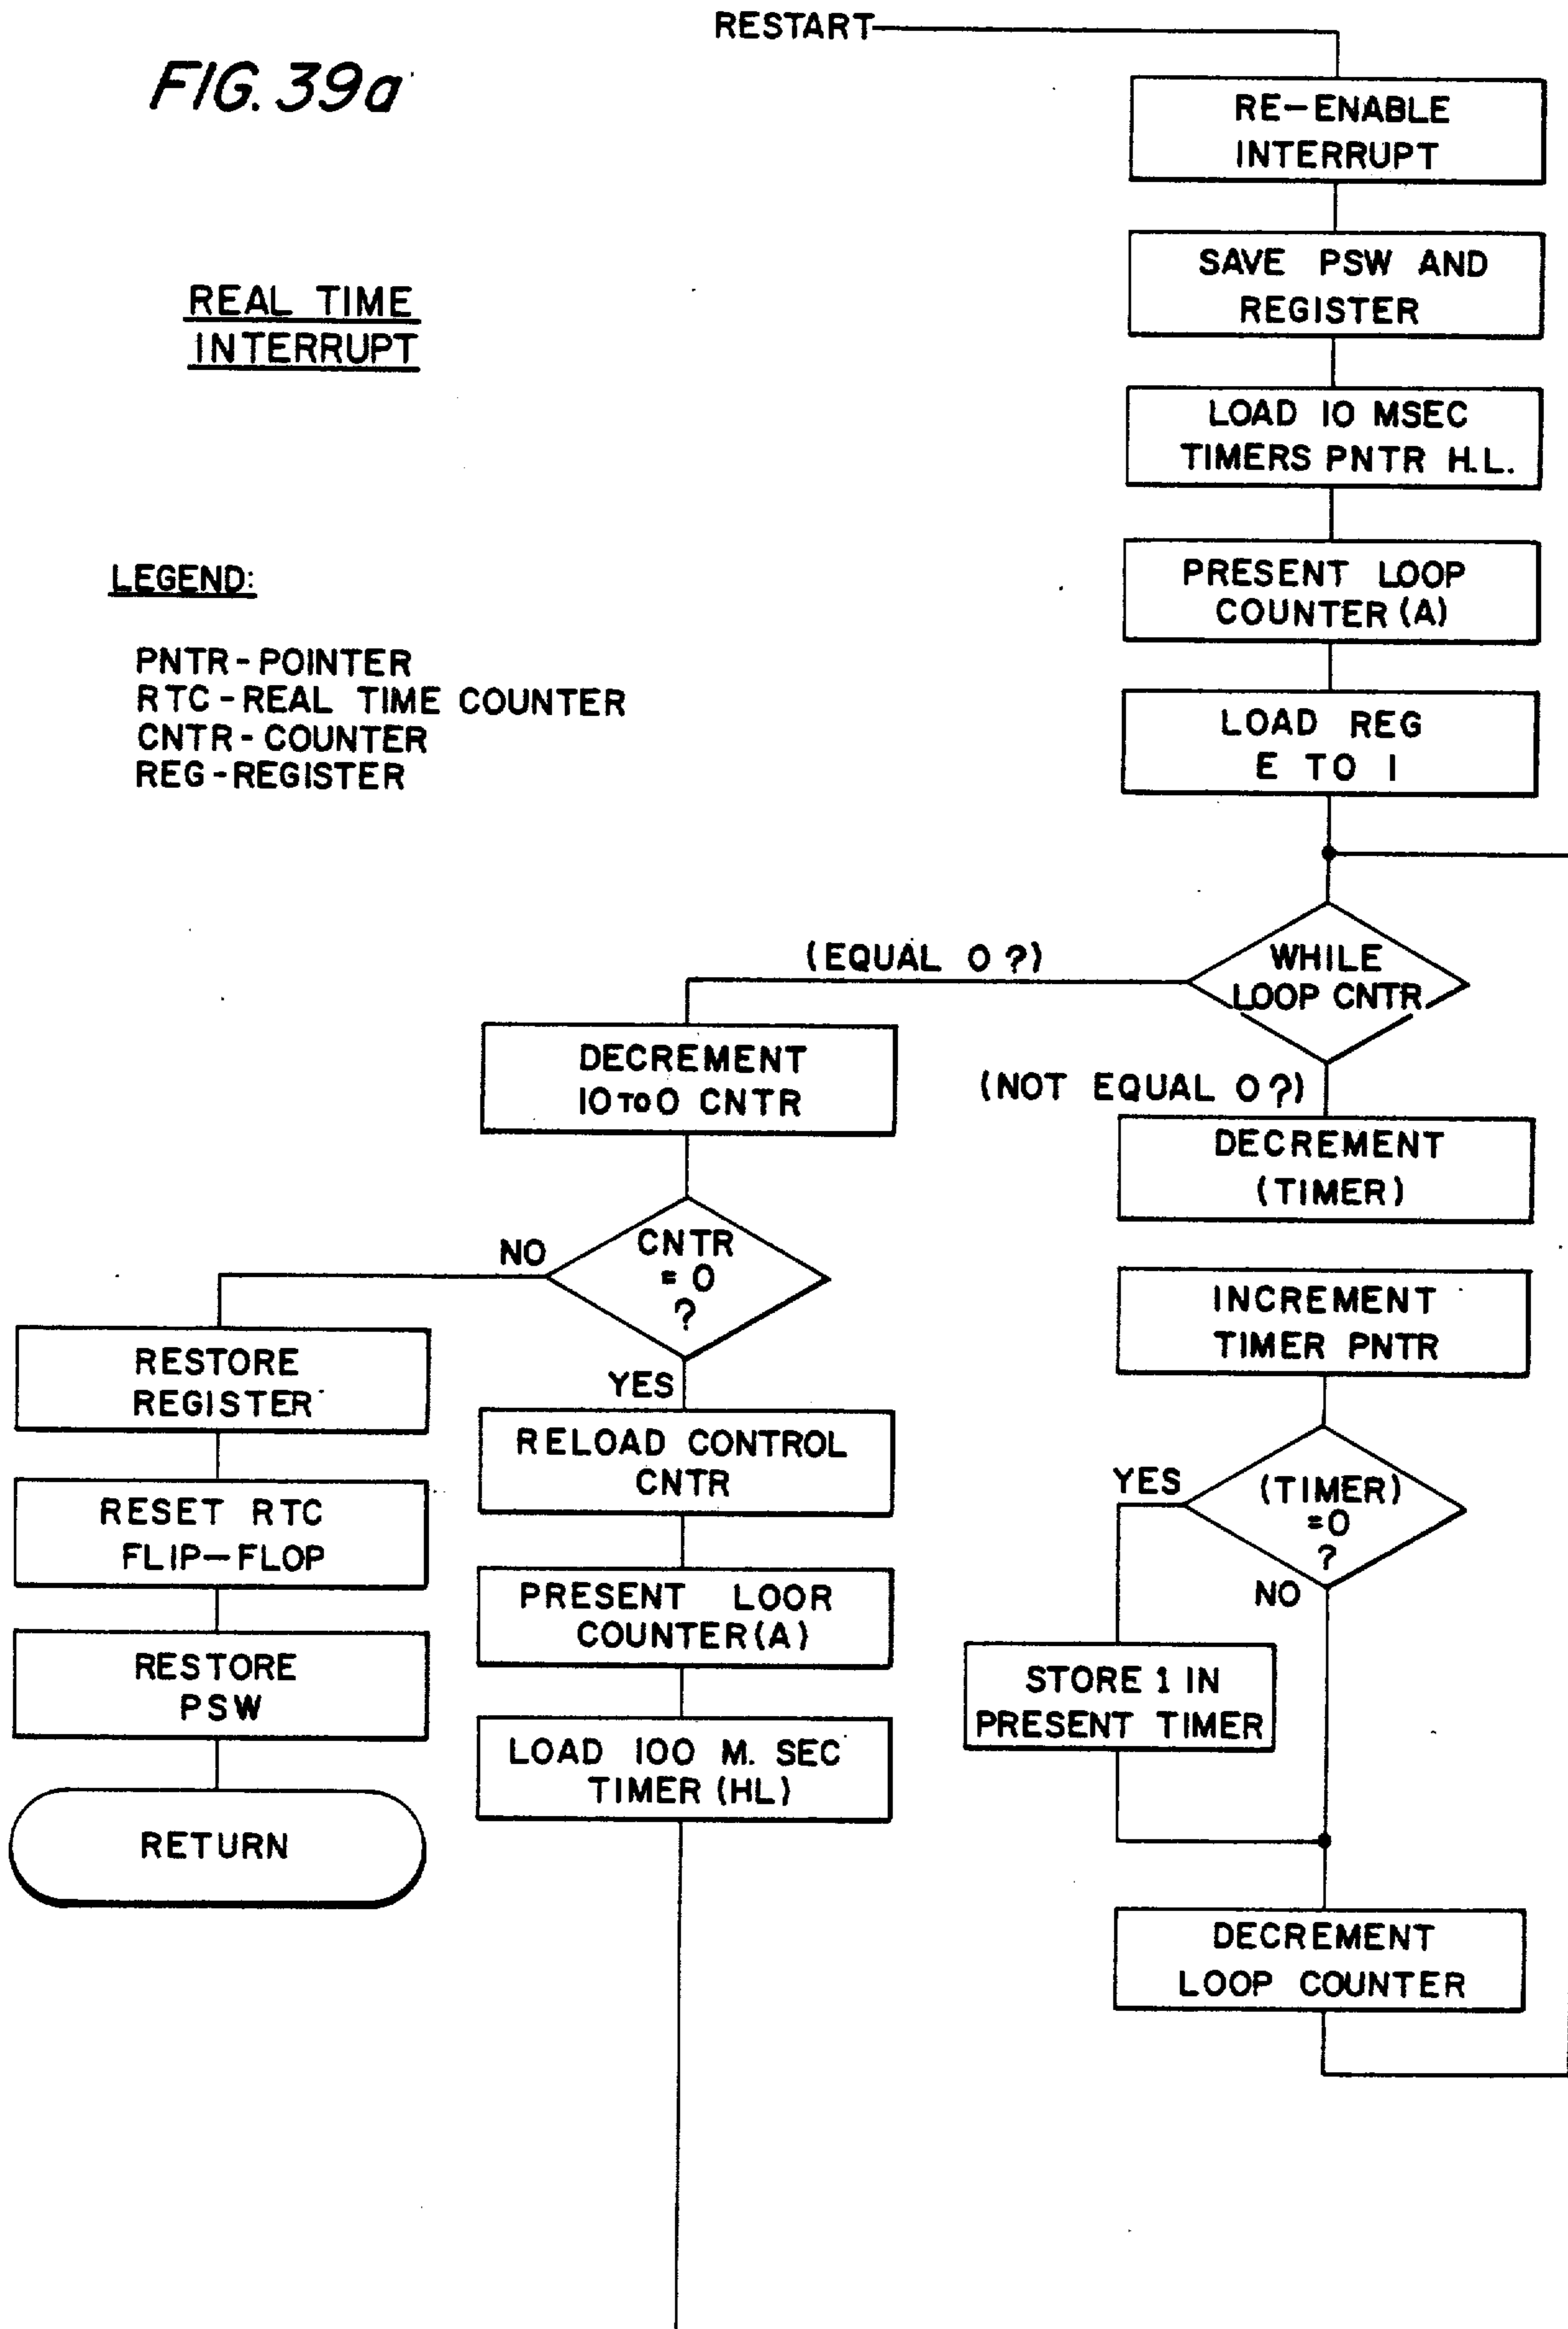 FIG. 39a
REAL TIME
INTERRUPT
LEGEND:
PNTR-POINTER
RTC-REAL TIME COUNTER
CNTR-COUNTER
REG-REGISTER
RESTART
RE-ENABLE
INTERRUPT
SAVE PSW AND
REGISTER
LOAD 10 MSEC
TIMERS PNTR H.L.
PRESENT LOOP
COUNTER (A)
LOAD REG
E TO 1
WHILE
LOOP CNTR
(EQUAL 0?)
(NOT EQUAL 0?)
DECREMENT
10 TO 0 CNTR
CNTR
= 0
?
NO
YES
RESTORE
REGISTER
RESET RTC
FLIP-FLOP
RESTORE
PSW
RETURN
RELOAD CONTROL
CNTR
PRESENT LOOR
COUNTER (A)
LOAD 100 M. SEC
TIMER (HL)
DECREMENT
(TIMER)
INCREMENT
TIMER PNTR
(TIMER)
=0
?
YES
NO
STORE 1 IN
PRESENT TIMER
DECREMENT
LOOP COUNTER